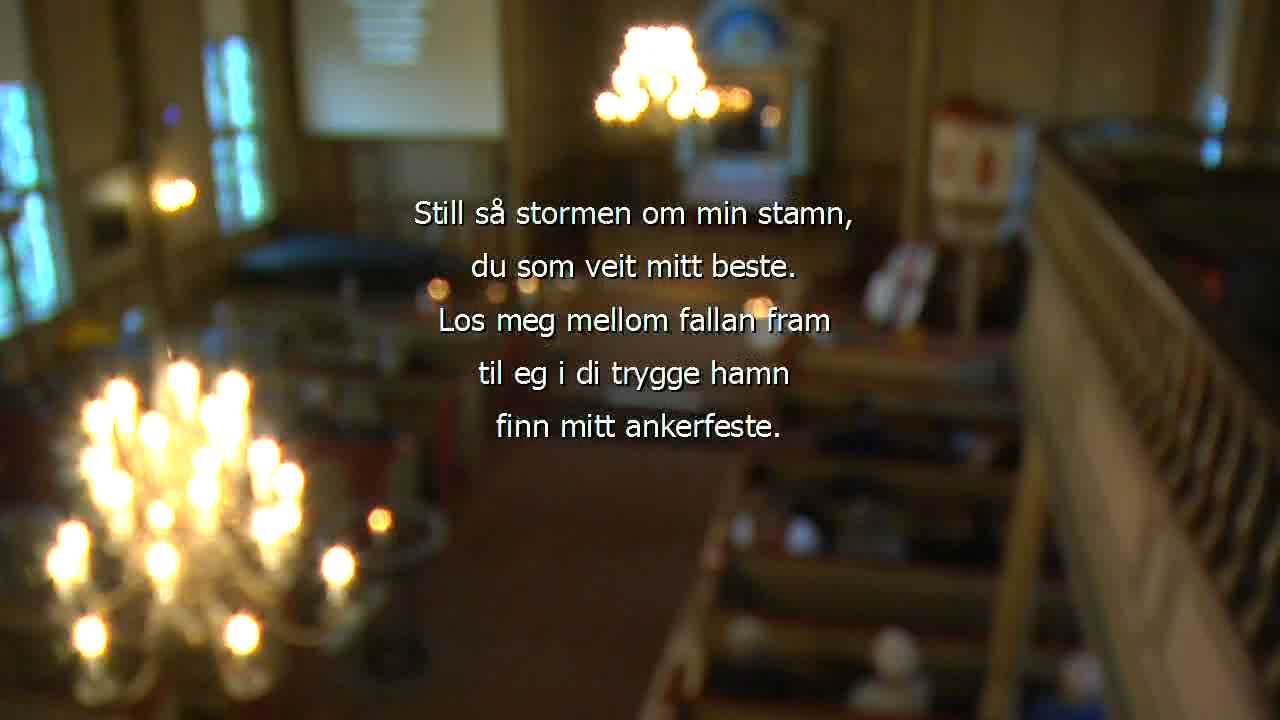 Still så stormen om min stamn,
du som veit mitt beste.
Los meg mellom fallan fram
til eg i di trygge hamn
finn mitt ankerfeste.